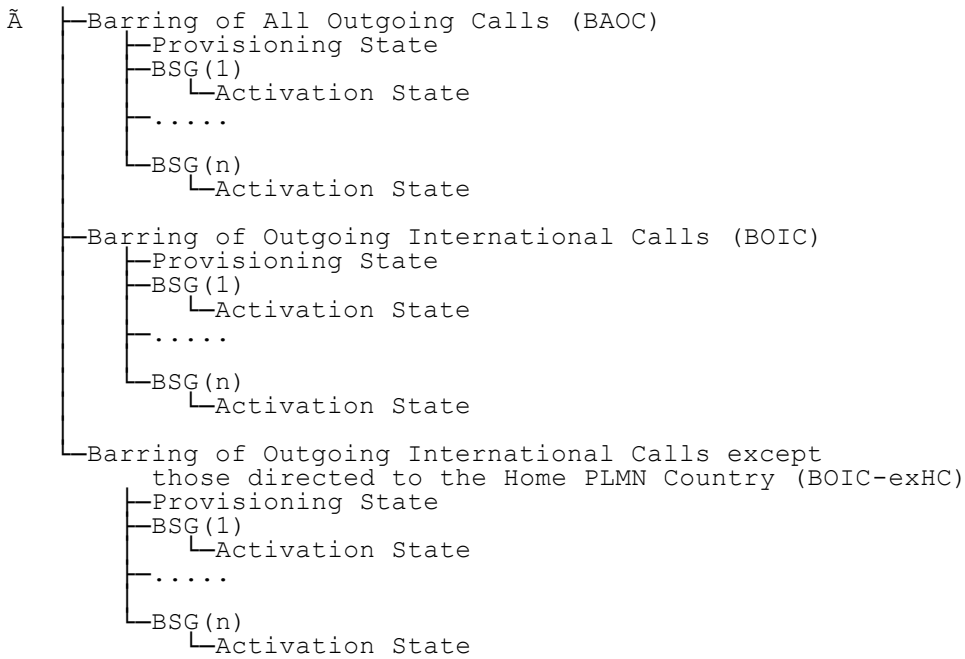 Ã Barring of All Outgoing Calls (BAOC)
Provisioning State
BSG(1)
Activation State
.....
BSG(n)
Activation State
Barring of Outgoing International Calls (BOIC)
Provisioning State
BSG(1)
Activation State
.....
BSG(n)
Activation State
Barring of Outgoing International Calls except
those directed to the Home PLMN Country (BOIC-exHC)
Provisioning State
BSG(1)
Activation State
.....
BSG(n)
Activation State